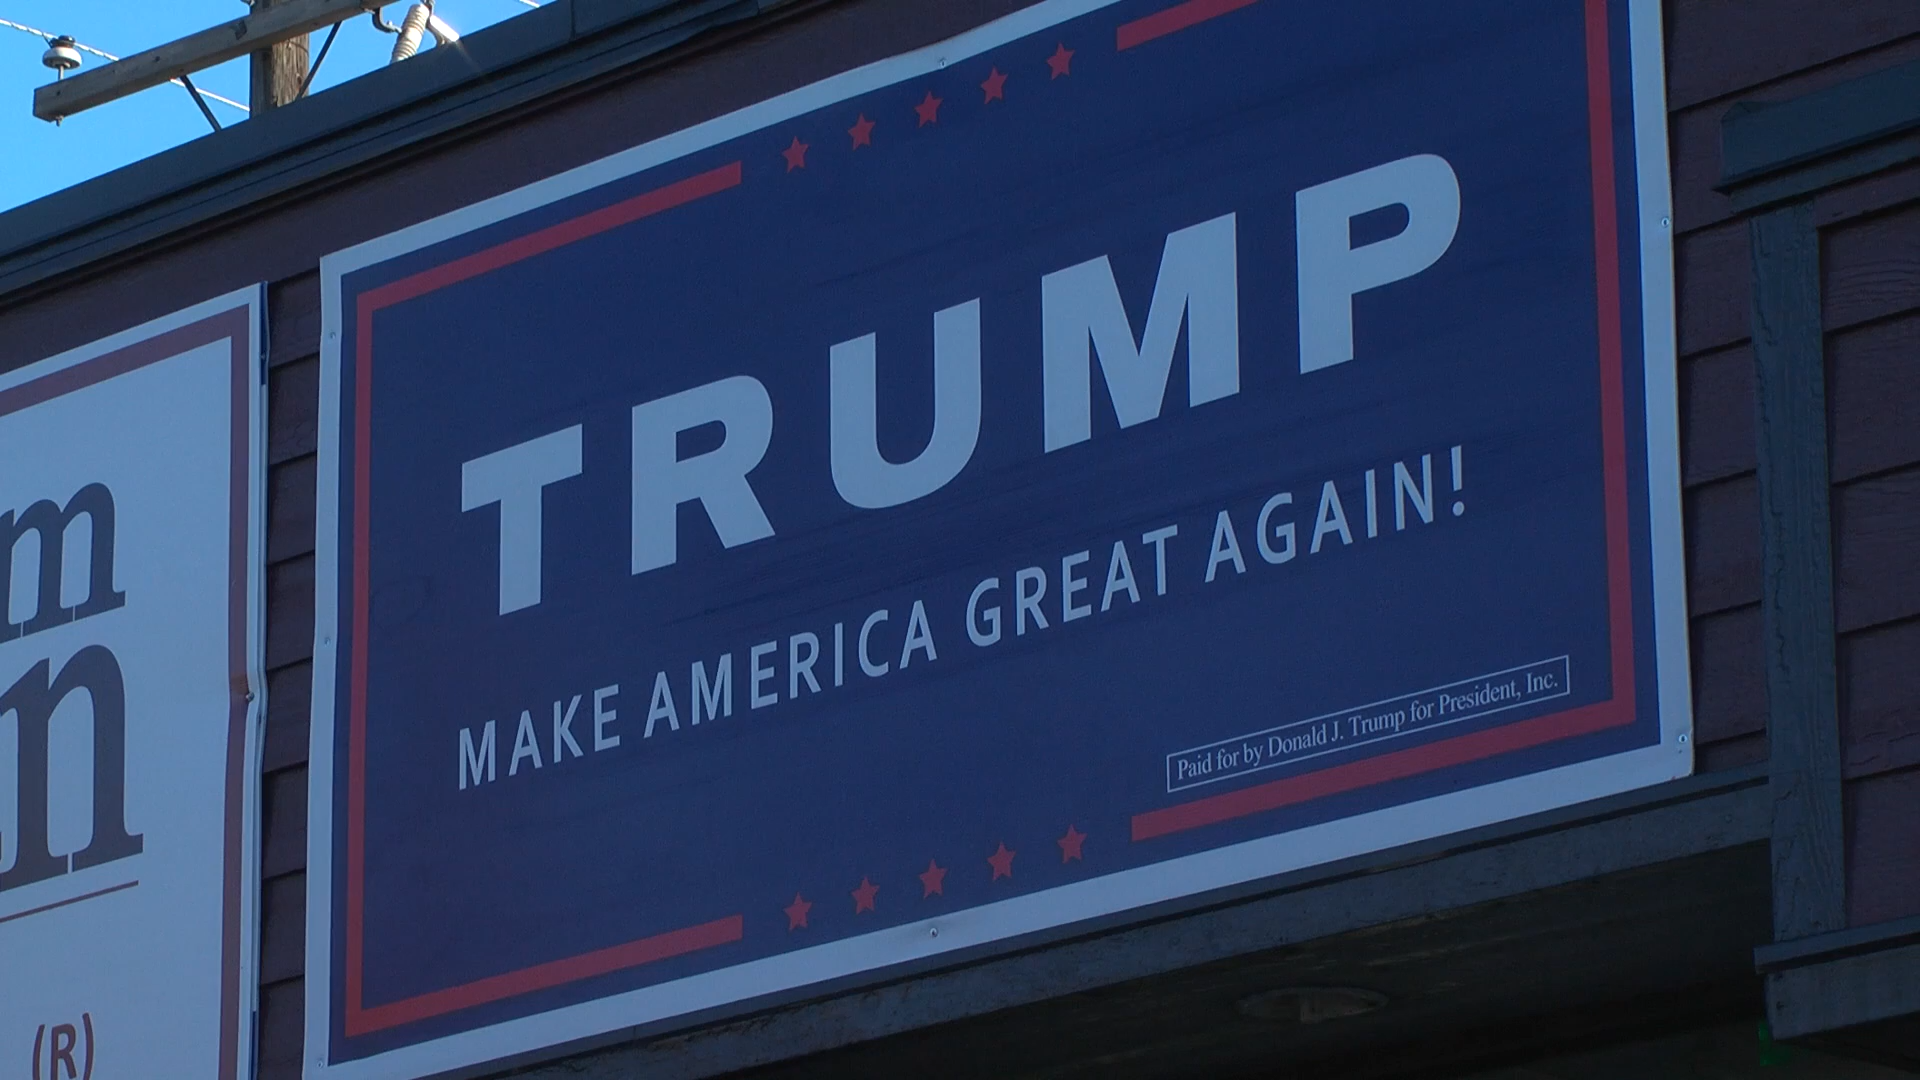 TRUMP
MAKE AMERICA GREAT AGAIN!
Paid for by Donald J. Trump for President, Inc.
m
n
(R)